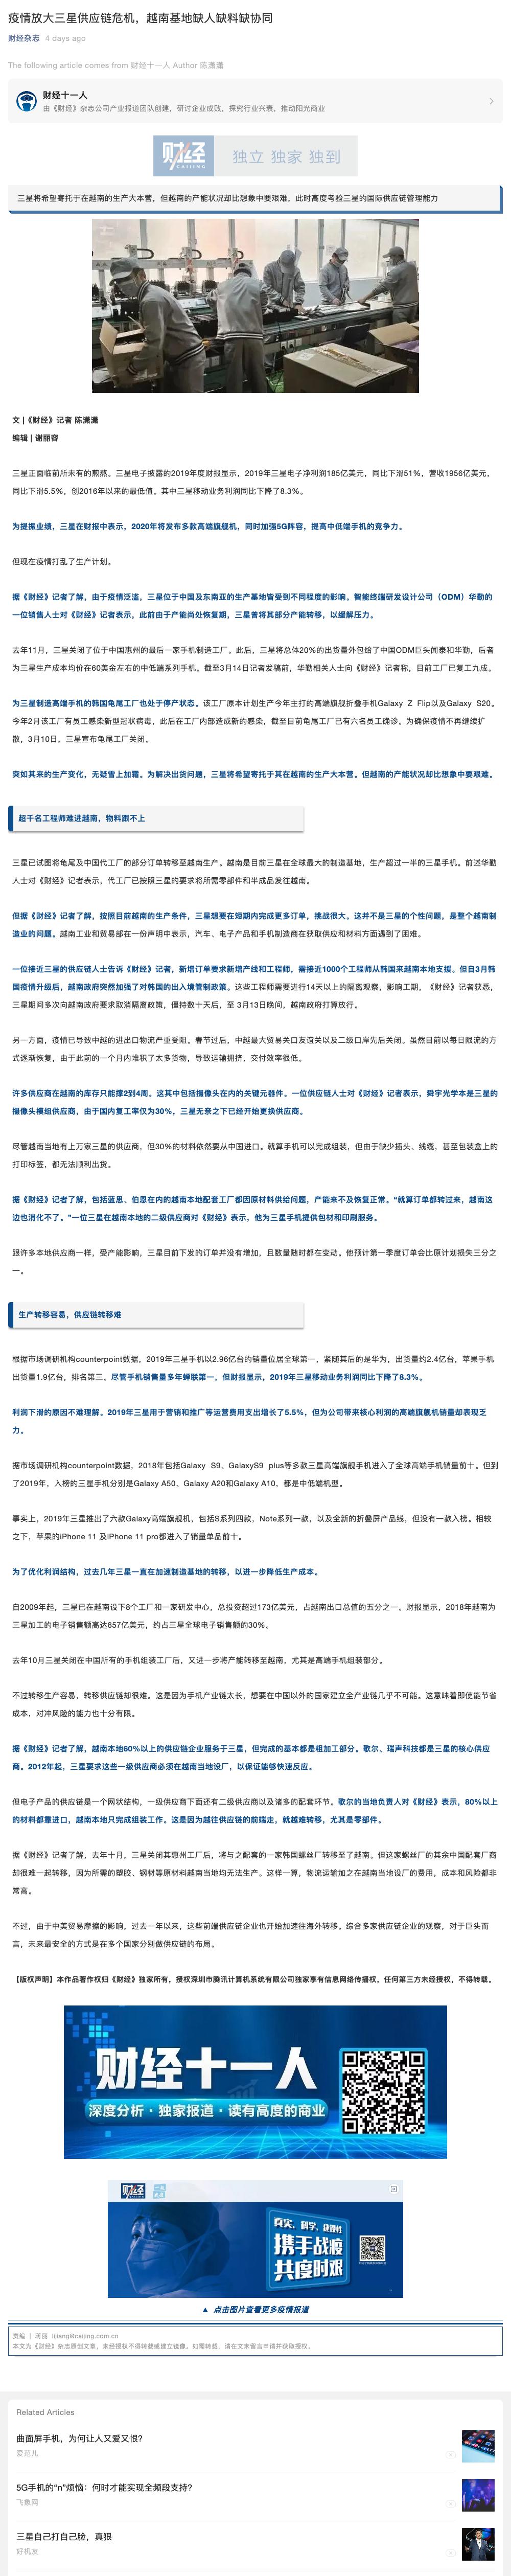 疫情放大三星供应链危机，越南基地缺人缺料缺协同
财经杂志 4 days ago
The following article comes from 财经十一人 Author 陈潇潇
财经十一人
由《财经》杂志公司产业报道团队创建，研讨企业成败，探究行业兴衰，推动阳光商业
财经
CAIJING
独立 独家 独到
三星将希望寄托于在越南的生产大本营，但越南的产能状况却比想象中要艰难，此时高度考验三星的国际供应链管理能力
文 |《财经》记者 陈潇潇
编辑 | 谢丽容
三星正面临前所未有的煎熬。三星电子披露的2019年度财报显示，2019年三星电子净利润185亿美元，同比下滑51%，营收1956亿美元，
同比下滑5.5%，创2016年以来的最低值。其中三星移动业务利润同比下降了8.3%。
为提振业绩，三星在财报中表示，2020年将发布多款高端旗舰机，同时加强5G阵容，提高中低端手机的竞争力。
但现在疫情打乱了生产计划。
据《财经》记者了解，由于疫情泛滥，三星位于中国及东南亚的生产基地皆受到不同程度的影响。智能终端研发设计公司（ODM）华勤的
一位销售人士对《财经》记者表示，此前由于产能尚处恢复期，三星曾将其部分产能转移，以缓解压力。
去年11月，三星关闭了位于中国惠州的最后一家手机制造工厂。此后，三星将总体20%的出货量外包给了中国ODM巨头闻泰和华勤，后者
为三星生产成本均价在60美金左右的中低端系列手机。截至3月14日记者发稿前，华勤相关人士向《财经》记者称，目前工厂已复工九成。
为三星制造高端手机的韩国龟尾工厂也处于停产状态。该工厂原本计划生产今年主打的高端旗舰折叠手机Galaxy Z Flip以及Galaxy S20。
今年2月该工厂有员工感染新型冠状病毒，此后在工厂内部造成新的感染，截至目前龟尾工厂已有六名员工确诊。为确保疫情不再继续扩
散，3月10日，三星宣布龟尾工厂关闭。
突如其来的生产变化，无疑雪上加霜。为解决出货问题，三星将希望寄托于其在越南的生产大本营。但越南的产能状况却比想象中要艰难。
超千名工程师难进越南，物料跟不上
三星已试图将龟尾及中国代工厂的部分订单转移至越南生产。越南是目前三星在全球最大的制造基地，生产超过一半的三星手机。前述华勤
人士对《财经》记者表示，代工厂已按照三星的要求将所需零部件和半成品发往越南。
但据《财经》记者了解，按照目前越南的生产条件，三星想要在短期内完成更多订单，挑战很大。这并不是三星的个性问题，是整个越南制
造业的问题。越南工业和贸易部在一份声明中表示，汽车、电子产品和手机制造商在获取供应和材料方面遇到了困难。
一位接近三星的供应链人士告诉《财经》记者，新增订单要求新增产线和工程师，需接近1000个工程师从韩国来越南本地支援。但自3月韩
国疫情升级后，越南政府突然加强了对韩国的出入境管制政策。这些工程师需要进行14天以上的隔离观察，影响工期，《财经》记者获悉，
三星期间多次向越南政府要求取消隔离政策，僵持数十天后，至 3月13日晚间，越南政府打算放行。
另一方面，疫情已导致中越的进出口物流严重受阻。春节过后，中越最大贸易关口友谊关以及二级口岸先后关闭。虽然目前以每日限流的方
式逐渐恢复，由于此前的一个月内堆积了太多货物，导致运输拥挤，交付效率很低。
许多供应商在越南的库存只能撑2到4周。这其中包括摄像头在内的关键元器件。一位供应链人士对《财经》记者表示，舜宇光学本是三星的
摄像头模组供应商，由于国内复工率仅为30%，三星无奈之下已经开始更换供应商。
尽管越南当地有上万家三星的供应商，但30%的材料依然要从中国进口。就算手机可以完成组装，但由于缺少插头、线缆，甚至包装盒上的
打印标签，都无法顺利出货。
据《财经》记者了解，包括蓝思、伯恩在内的越南本地配套工厂都因原材料供给问题，产能来不及恢复正常。“就算订单都转过来，越南这
边也消化不了。”一位三星在越南本地的二级供应商对《财经》表示，他为三星手机提供包材和印刷服务。
跟许多本地供应商一样，受产能影响，三星目前下发的订单并没有增加，且数量随时都在变动。他预计第一季度订单会比原计划损失三分之
一。
生产转移容易，供应链转移难
根据市场调研机构counterpoint数据，2019年三星手机以2.96亿台的销量位居全球第一，紧随其后的是华为，出货量约2.4亿台，苹果手机
出货量1.9亿台，排名第三。尽管手机销售量多年蝉联第一，但财报显示，2019年三星移动业务利润同比下降了8.3%。
利润下滑的原因不难理解。2019年三星用于营销和推广等运营费用支出增长了5.5%，但为公司带来核心利润的高端旗舰机销量却表现乏
力。
据市场调研机构counterpoint数据，2018年包括Galaxy S9、GalaxyS9 plus等多款三星高端旗舰手机进入了全球高端手机销量前十。但到
了2019年，入榜的三星手机分别是Galaxy A50、Galaxy A20和Galaxy A10，都是中低端机型。
事实上，2019年三星推出了六款Galaxy高端旗舰机，包括S系列四款，Note系列一款，以及全新的折叠屏产品线，但没有一款入榜。相较
之下，苹果的iPhone 11 及iPhone 11 pro都进入了销量单品前十。
为了优化利润结构，过去几年三星一直在加速制造基地的转移，以进一步降低生产成本。
自2009年起，三星已在越南设下8个工厂和一家研发中心，总投资超过173亿美元，占越南出口总值的五分之一。财报显示，2018年越南为
三星加工的电子销售额高达657亿美元，约占三星全球电子销售额的30%。
去年10月三星关闭在中国所有的手机组装工厂后，又进一步将产能转移至越南，尤其是高端手机组装部分。
不过转移生产容易，转移供应链却很难。这是因为手机产业链太长，想要在中国以外的国家建立全产业链几乎不可能。这意味着即使能节省
成本，对冲风险的能力也十分有限。
据《财经》记者了解，越南本地60%以上的供应链企业服务于三星，但完成的基本都是粗加工部分。歌尔、瑞声科技都是三星的核心供应
商。2012年起，三星要求这些一级供应商必须在越南当地设厂，以保证能够快速反应。
但电子产品的供应链是一个网状结构，一级供应商下面还有二级供应商以及诸多的配套环节。歌尔的当地负责人对《财经》表示，80%以上
的材料都靠进口，越南本地只完成组装工作。这是因为越往供应链的前端走，就越难转移，尤其是零部件。
据《财经》记者了解，去年十月，三星关闭其惠州工厂后，将与之配套的一家韩国螺丝厂转移至了越南。但这家螺丝厂的其余中国配套厂商
却很难一起转移，因为所需的塑胶、钢材等原材料越南当地均无法生产。这样一算，物流运输加之在越南当地设厂的费用，成本和风险都非
常高。
不过，由于中美贸易摩擦的影响，过去一年以来，这些前端供应链企业也开始加速往海外转移。综合多家供应链企业的观察，对于巨头而
言，未来最安全的方式是在多个国家分别做供应链的布局。
【版权声明】本作品著作权归《财经》独家所有，授权深圳市腾讯计算机系统有限公司独家享有信息网络传播权，任何第三方未经授权，不得转载。
财经十一人
深度分析·独家报道·读有高度的商业
财经
真实、科学、建设性
携手战疫
共度时艰
▲ 点击图片查看更多疫情报道
责编 | 蒋丽 lijiang@caijing.com.cn
本文为《财经》杂志原创文章，未经授权不得转载或建立镜像。如需转载，请在文末留言申请并获取授权。
Related Articles
曲面屏手机，为何让人又爱又恨？
爱范儿
5G手机的“n”烦恼：何时才能实现全频段支持？
飞象网
三星自己打自己脸，真狠
好机友